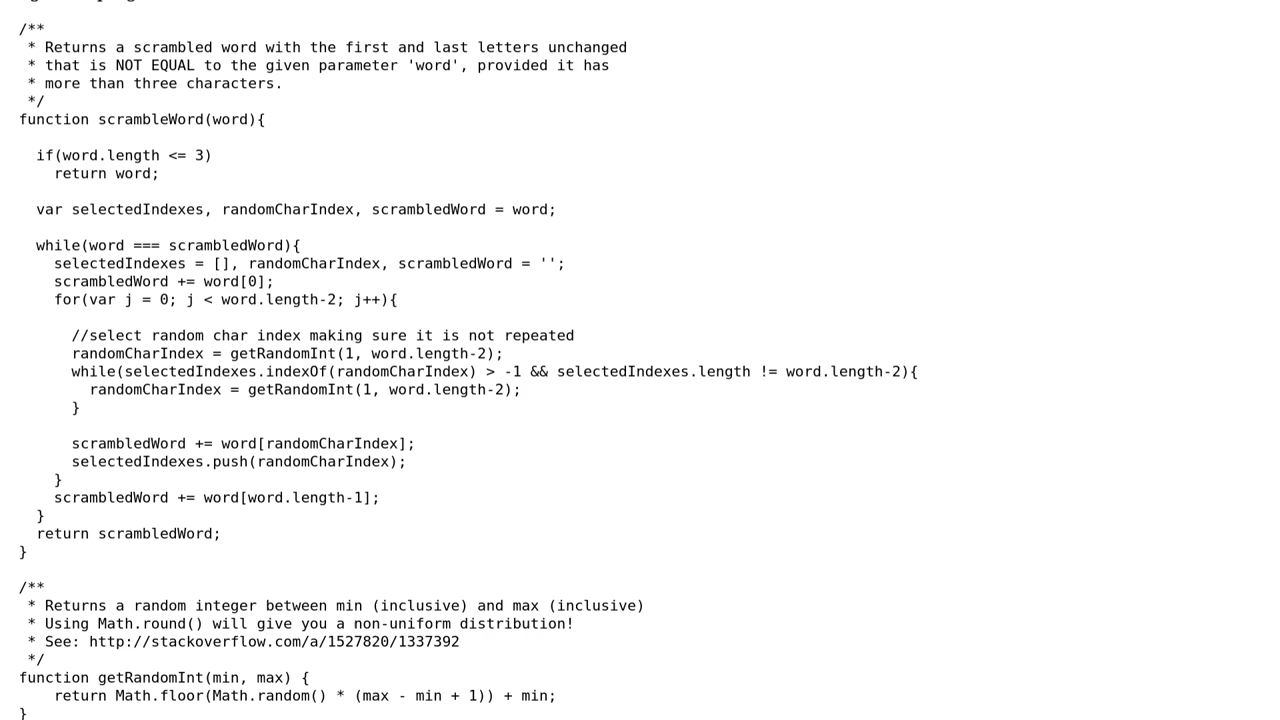 /**
 * Returns a scrambled word with the first and last letters unchanged
 * that is NOT EQUAL to the given parameter 'word', provided it has
 * more than three characters.
 */
function scrambleWord(word){

  if(word.length <= 3)
    return word;

  var selectedIndexes, randomCharIndex, scrambledWord = word;

  while(word === scrambledWord){
    selectedIndexes = [], randomCharIndex, scrambledWord = '';
    scrambledWord += word[0];
    for(var j = 0; j < word.length-2; j++){

      //select random char index making sure it is not repeated
      randomCharIndex = getRandomInt(1, word.length-2);
      while(selectedIndexes.indexOf(randomCharIndex) > -1 && selectedIndexes.length != word.length-2){
        randomCharIndex = getRandomInt(1, word.length-2);
      }

      scrambledWord += word[randomCharIndex];
      selectedIndexes.push(randomCharIndex);
    }
    scrambledWord += word[word.length-1];
  }
  return scrambledWord;
}

/**
 * Returns a random integer between min (inclusive) and max (inclusive)
 * Using Math.round() will give you a non-uniform distribution!
 * See: http://stackoverflow.com/a/1527820/1337392
 */
function getRandomInt(min, max) {
    return Math.floor(Math.random() * (max - min + 1)) + min;
}